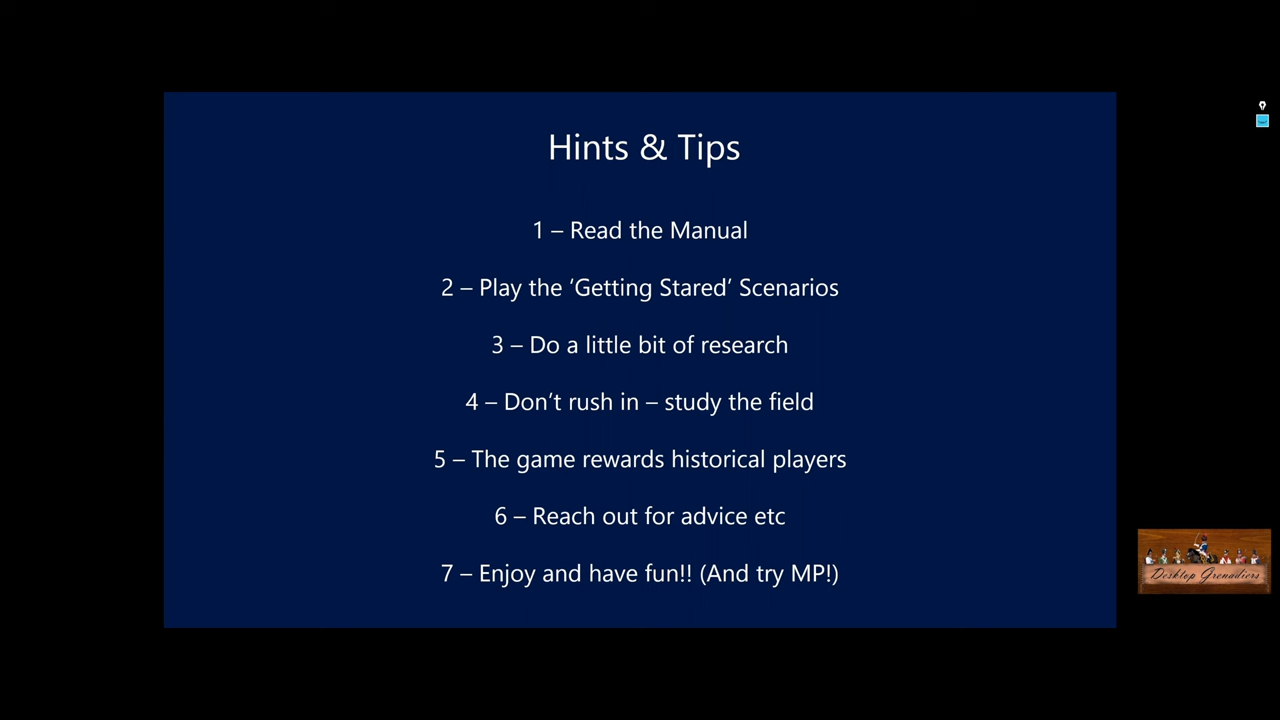 Hints & Tips
1 – Read the Manual
2 – Play the ‘Getting Stared’ Scenarios
3 – Do a little bit of research
4 – Don’t rush in – study the field
5 – The game rewards historical players
6 – Reach out for advice etc
7 – Enjoy and have fun!! (And try MP!)
Desktop Grenadiers